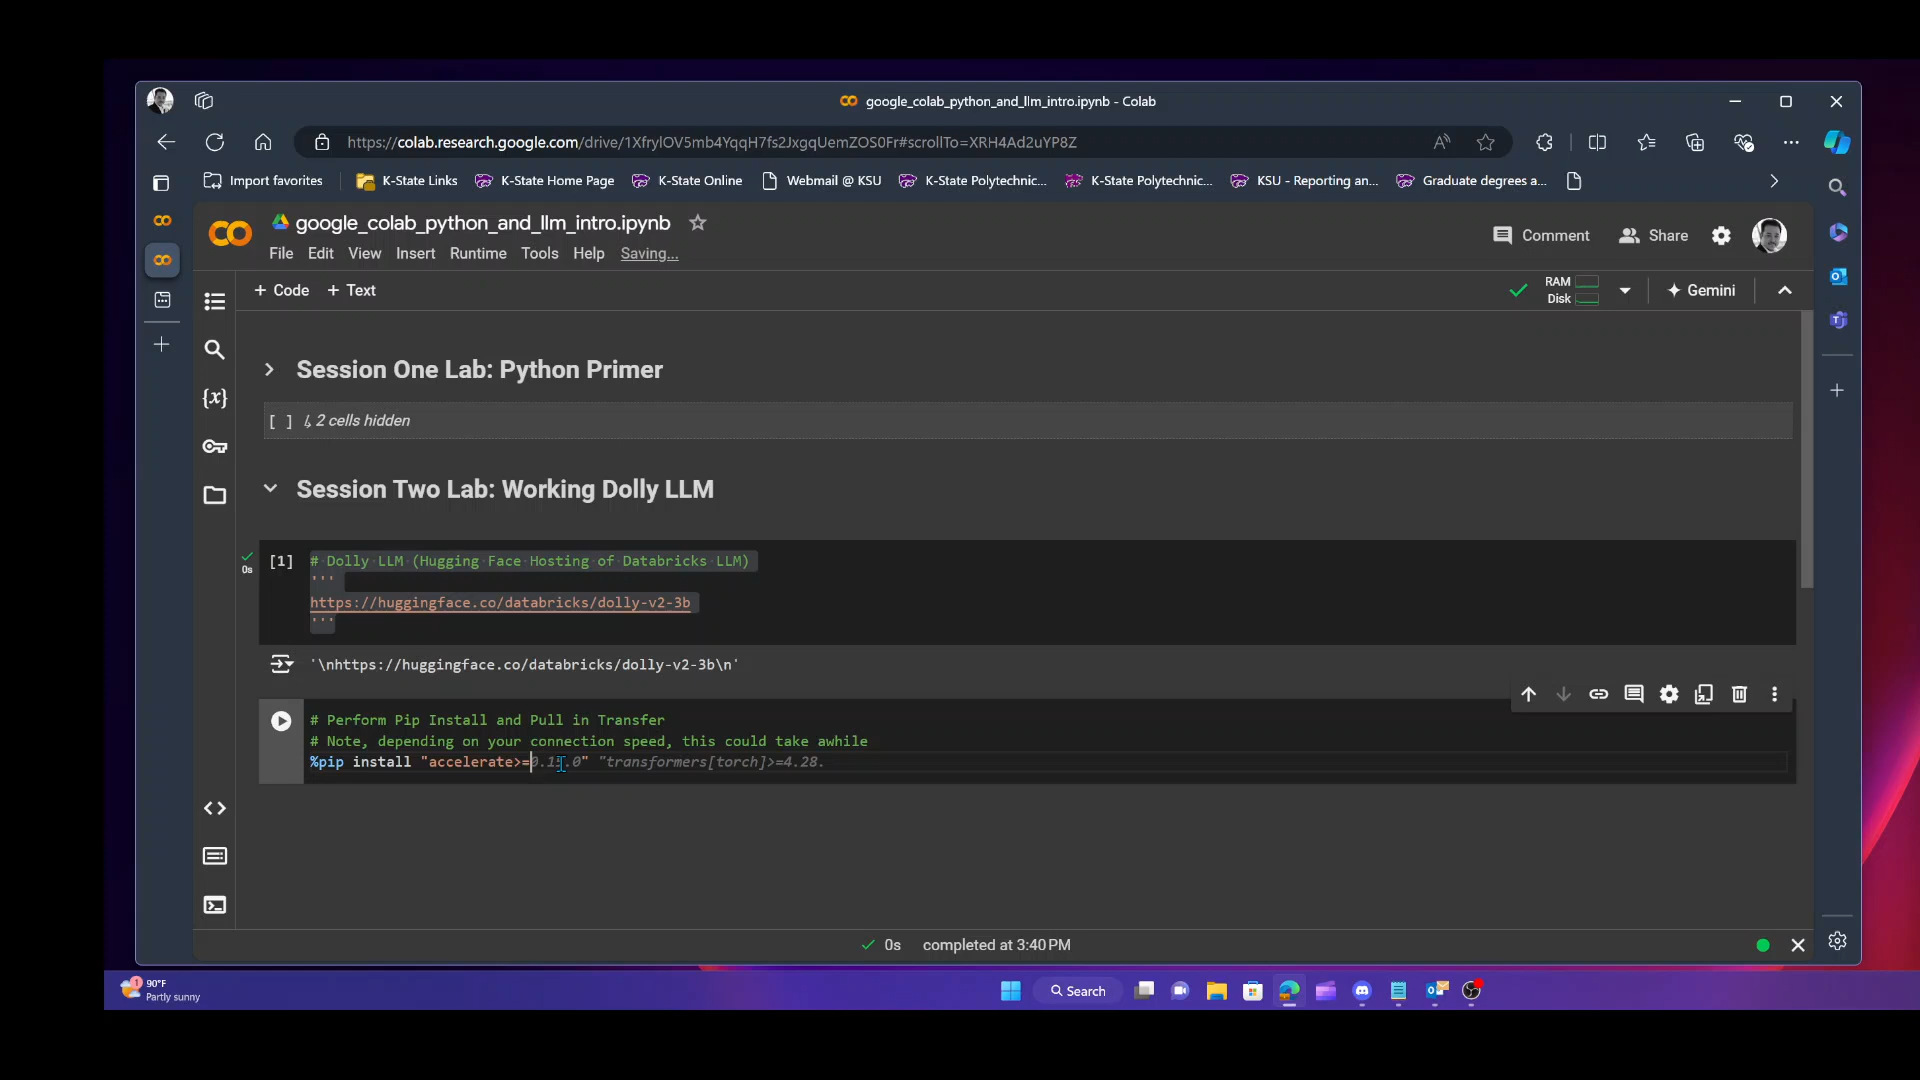 google_colab_python_and_llm_intro.ipynb - Colab
https://colab.research.google.com/drive/1XfrylOV5mb4YqqH7fs2JxgqUemZOS0Fr#scrollTo=XRH4Ad2uYP8Z
Import favorites K-State Links K-State Home Page K-State Online Webmail @ KSU K-State Polytechnic... K-State Polytechnic... KSU - Reporting an... Graduate degrees a...
google_colab_python_and_llm_intro.ipynb
Comment Share
File Edit View Insert Runtime Tools Help Saving...
+ Code + Text
RAM
Disk
Gemini
Session One Lab: Python Primer
[ ] ↳ 2 cells hidden
Session Two Lab: Working Dolly LLM
0s
[1] # Dolly LLM (Hugging Face Hosting of Databricks LLM)
'''
https://huggingface.co/databricks/dolly-v2-3b
'''
'\nhttps://huggingface.co/databricks/dolly-v2-3b\n'
# Perform Pip Install and Pull in Transfer
# Note, depending on your connection speed, this could take awhile
%pip install "accelerate>= "transformers[torch]>=4.28.
0s completed at 3:40 PM
90°F
Partly sunny
Search